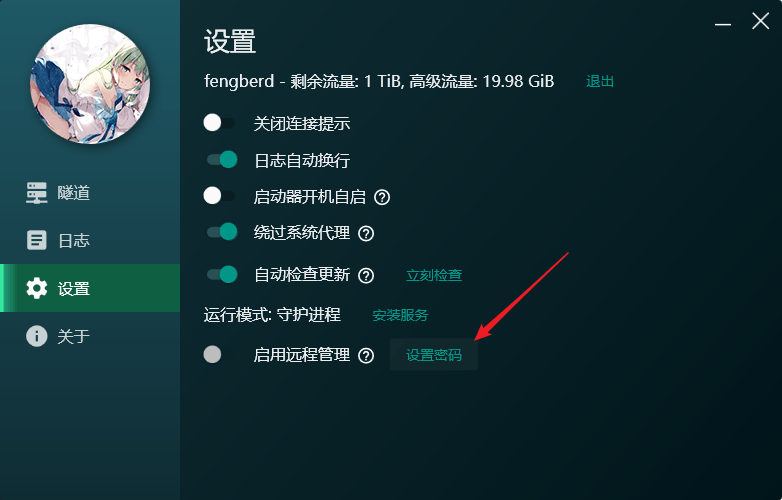 设置
fengberd - 剩余流量: 1 TiB, 高级流量: 19.98 GiB 退出
关闭连接提示
日志自动换行
启动器开机自启
绕过系统代理
自动检查更新 立刻检查
运行模式: 守护进程 安装服务
启用远程管理 设置密码
隧道
日志
设置
关于